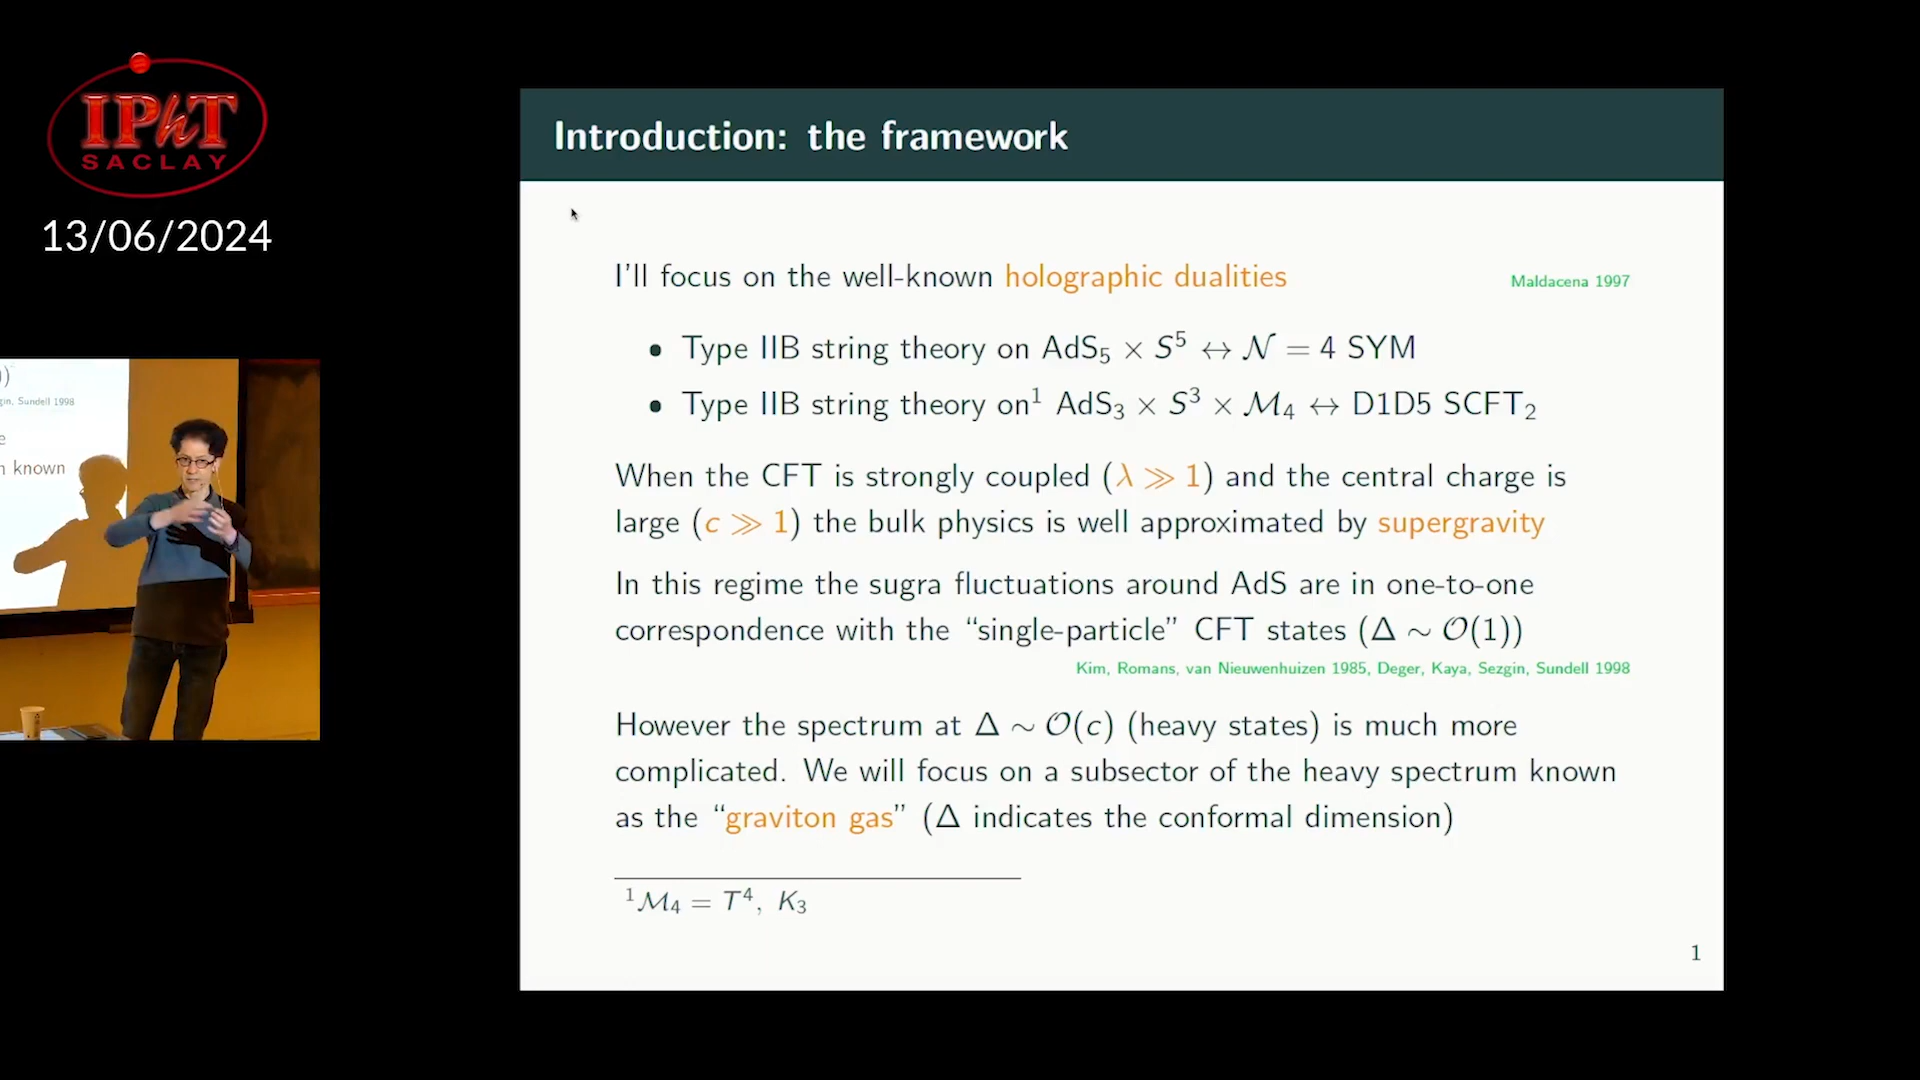 IPhT
SACLAY
13/06/2024
Introduction: the framework
I'll focus on the well-known holographic dualities
Maldacena 1997
• Type IIB string theory on AdS₅ × S⁵ ↔ 𝒩 = 4 SYM
• Type IIB string theory on¹ AdS₃ × S³ × ℳ₄ ↔ D1D5 SCFT₂
When the CFT is strongly coupled (λ ≫ 1) and the central charge is
large (c ≫ 1) the bulk physics is well approximated by supergravity
In this regime the sugra fluctuations around AdS are in one-to-one
correspondence with the “single-particle” CFT states (Δ ∼ 𝒪(1))
Kim, Romans, van Nieuwenhuizen 1985, Deger, Kaya, Sezgin, Sundell 1998
However the spectrum at Δ ∼ 𝒪(c) (heavy states) is much more
complicated. We will focus on a subsector of the heavy spectrum known
as the “graviton gas” (Δ indicates the conformal dimension)
¹ℳ₄ = T⁴, K₃
1
))
gin, Sundell 1998
e
n known